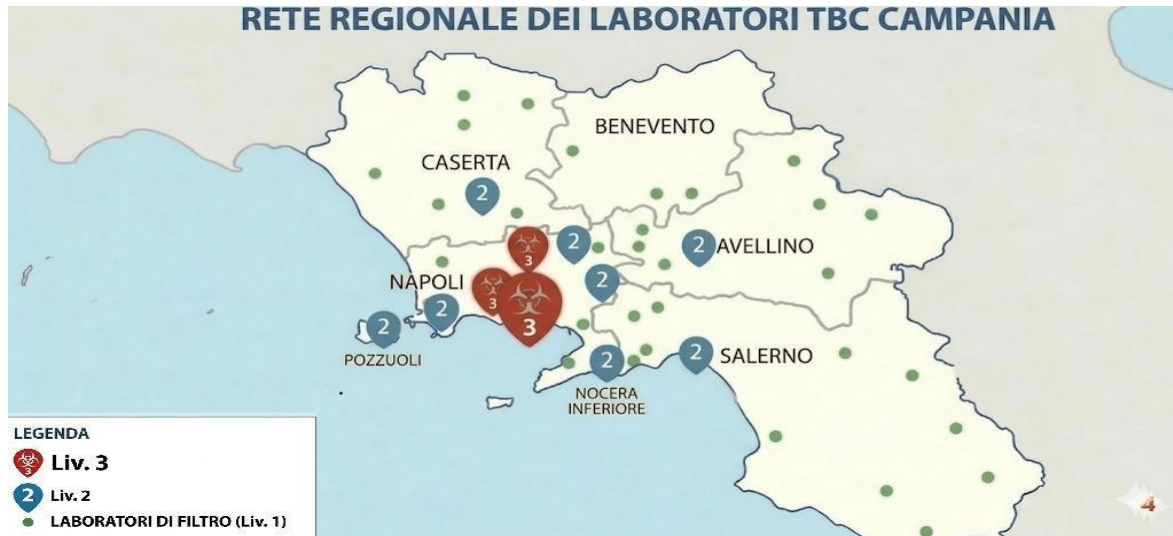 RETE REGIONALE DEI LABORATORI TBC CAMPANIA
BENEVENTO
CASERTA
2
3
2
2 AVELLINO
NAPOLI
3
2
3
2
2
POZZUOLI
2
2 SALERNO
NOCERA
INFERIORE
LEGENDA
3 Liv. 3
2 Liv. 2
LABORATORI DI FILTRO (Liv. 1)
4